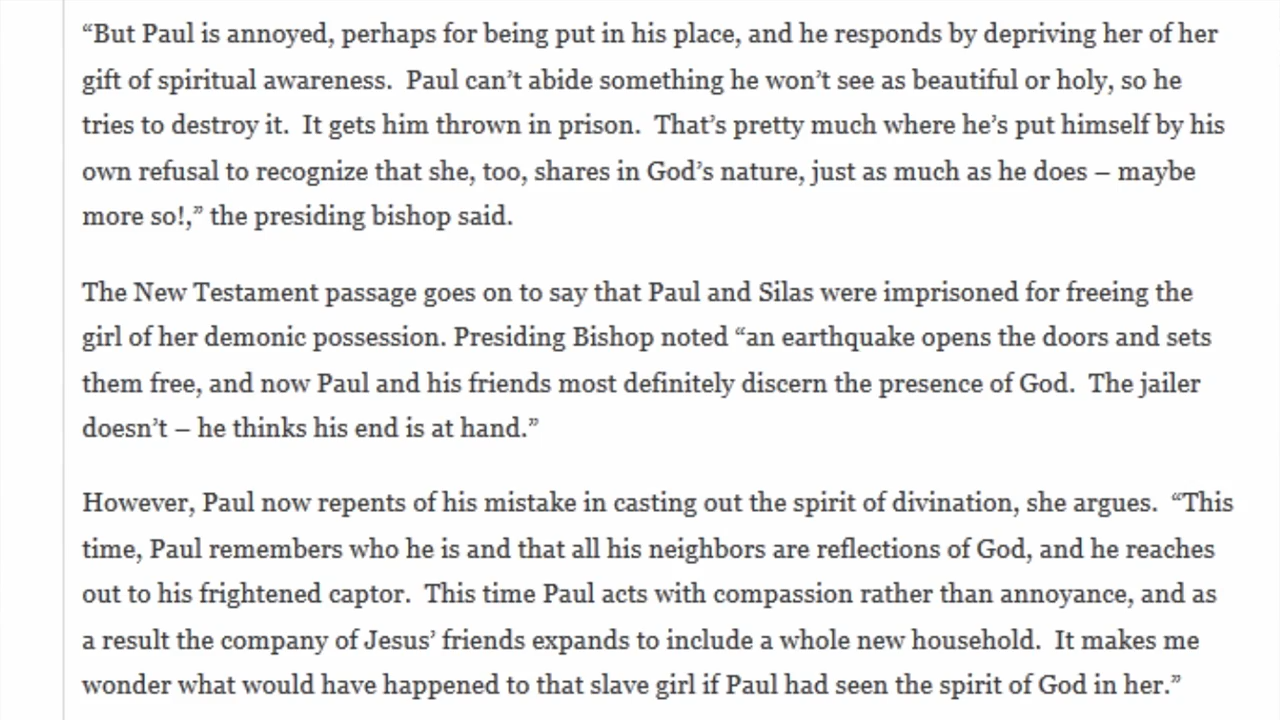 “But Paul is annoyed, perhaps for being put in his place, and he responds by depriving her of her
gift of spiritual awareness.  Paul can’t abide something he won’t see as beautiful or holy, so he
tries to destroy it.  It gets him thrown in prison.  That’s pretty much where he’s put himself by his
own refusal to recognize that she, too, shares in God’s nature, just as much as he does – maybe
more so!,” the presiding bishop said.
The New Testament passage goes on to say that Paul and Silas were imprisoned for freeing the
girl of her demonic possession. Presiding Bishop noted “an earthquake opens the doors and sets
them free, and now Paul and his friends most definitely discern the presence of God.  The jailer
doesn’t – he thinks his end is at hand.”
However, Paul now repents of his mistake in casting out the spirit of divination, she argues.  “This
time, Paul remembers who he is and that all his neighbors are reflections of God, and he reaches
out to his frightened captor.  This time Paul acts with compassion rather than annoyance, and as
a result the company of Jesus’ friends expands to include a whole new household.  It makes me
wonder what would have happened to that slave girl if Paul had seen the spirit of God in her.”